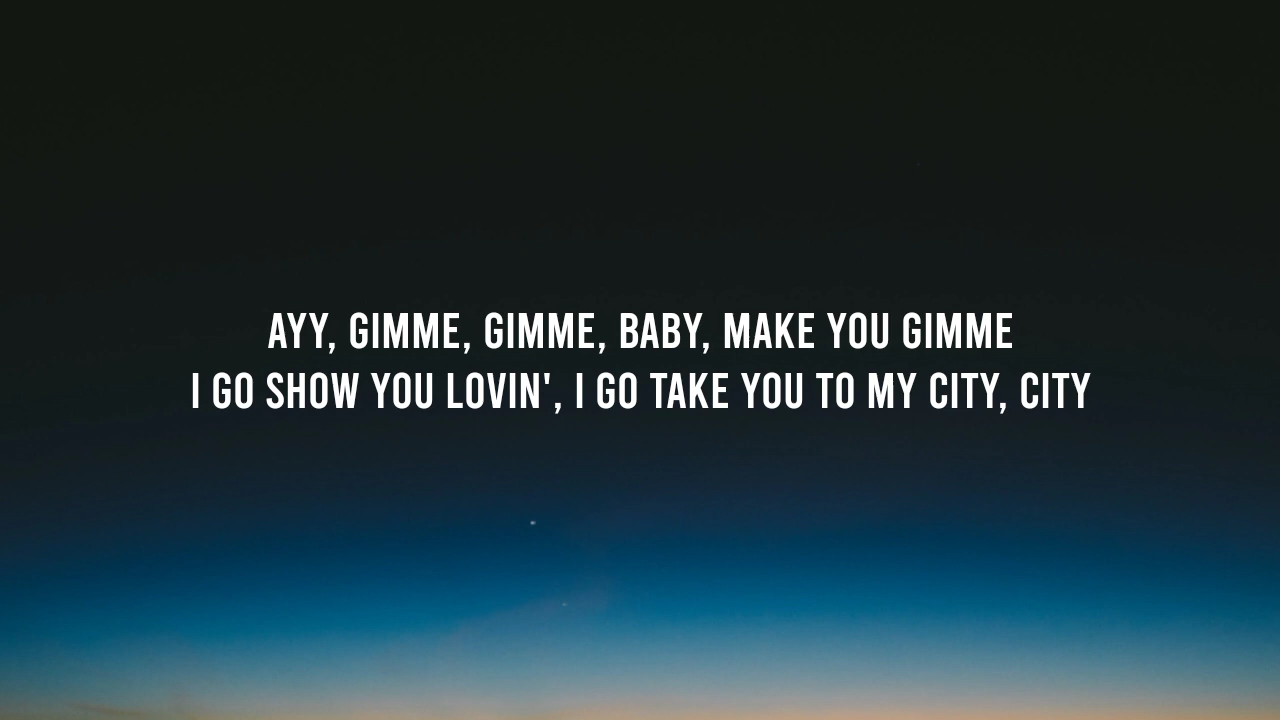 AYY, GIMME, GIMME, BABY, MAKE YOU GIMME
I GO SHOW YOU LOVIN', I GO TAKE YOU TO MY CITY, CITY